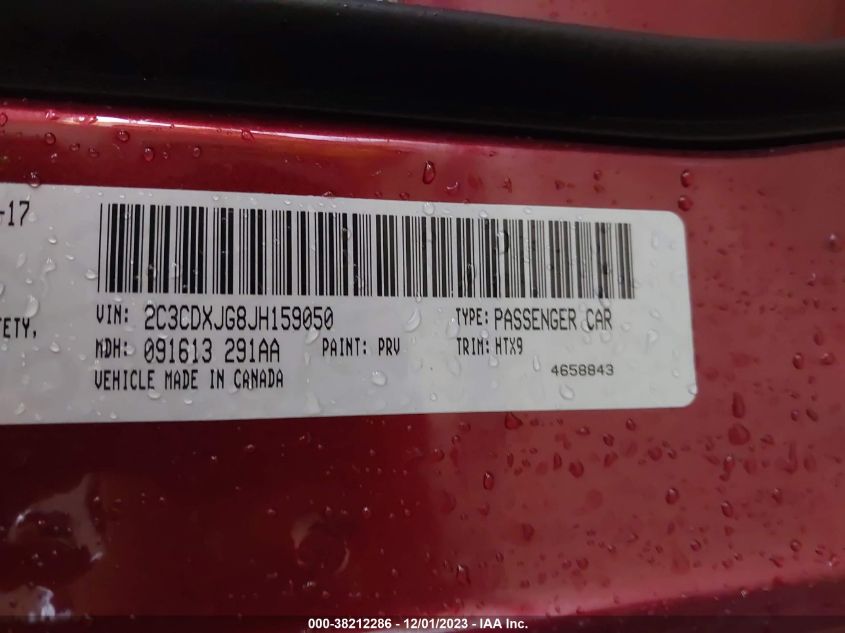 -17
VIN: 2C3CDXJG8JH159050 TYPE: PASSENGER CAR
ETY,
MDH: 091613 291AA PAINT: PRV TRIM: HTX9
VEHICLE MADE IN CANADA 4658843
000-38212286 - 12/01/2023 - IAA Inc.